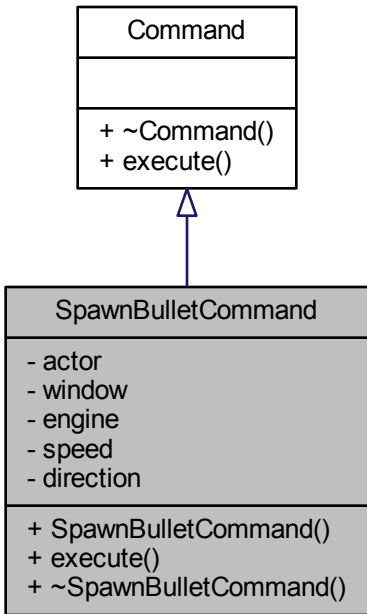 Command
+ ~Command()
+ execute()
SpawnBulletCommand
- actor
- window
- engine
- speed
- direction
+ SpawnBulletCommand()
+ execute()
+ ~SpawnBulletCommand()